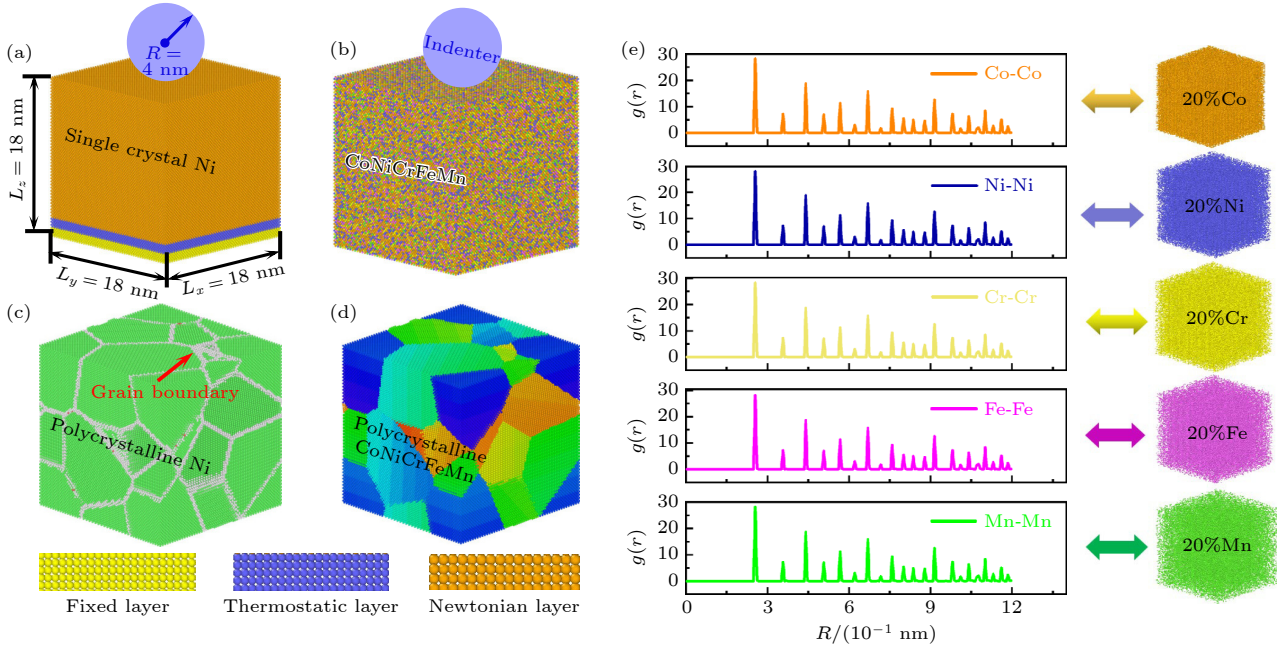 (a)
R =
4 nm
Single crystal Ni
L_z = 18 nm
L_y = 18 nm
L_x = 18 nm
(b)
Indenter
CoNiCrFeMn
(c)
Grain boundary
Polycrystalline Ni
(d)
Polycrystalline
CoNiCrFeMn
Fixed layer
Thermostatic layer
Newtonian layer
(e)
30
20
10
0
g(r)
Co-Co
20%Co
30
20
10
0
g(r)
Ni-Ni
20%Ni
30
20
10
0
g(r)
Cr-Cr
20%Cr
30
20
10
0
g(r)
Fe-Fe
20%Fe
30
20
10
0
g(r)
Mn-Mn
20%Mn
0 3 6 9 12
R/(10⁻¹ nm)